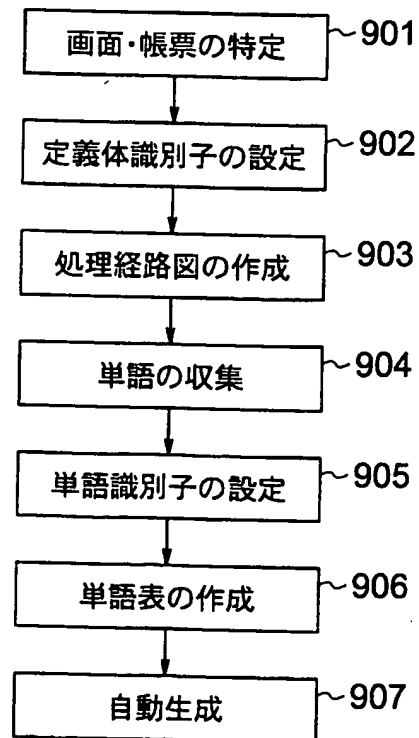 画面・帳票の特定 901
定義体識別子の設定 902
処理経路図の作成 903
単語の収集 904
単語識別子の設定 905
単語表の作成 906
自動生成 907